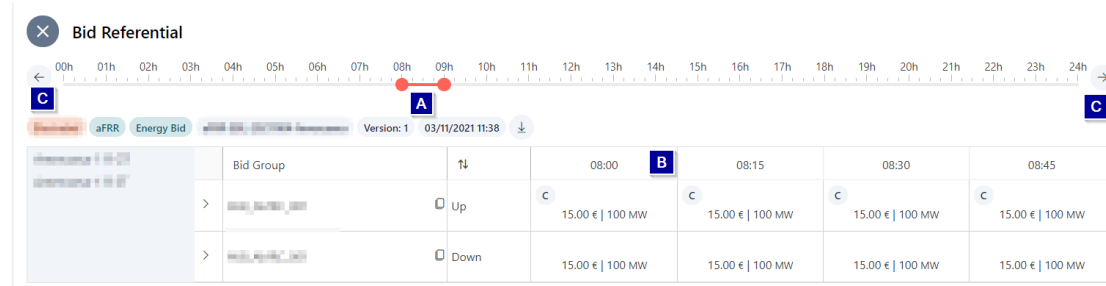 Bid Referential
00h 01h 02h 03h 04h 05h 06h 07h 08h 09h 10h 11h 12h 13h 14h 15h 16h 17h 18h 19h 20h 21h 22h 23h 24h
C A C
aFRR Energy Bid Version: 1 03/11/2021 11:38
Bid Group 08:00 B 08:15 08:30 08:45
C C C C
Up 15.00 € | 100 MW 15.00 € | 100 MW 15.00 € | 100 MW 15.00 € | 100 MW
Down 15.00 € | 100 MW 15.00 € | 100 MW 15.00 € | 100 MW 15.00 € | 100 MW